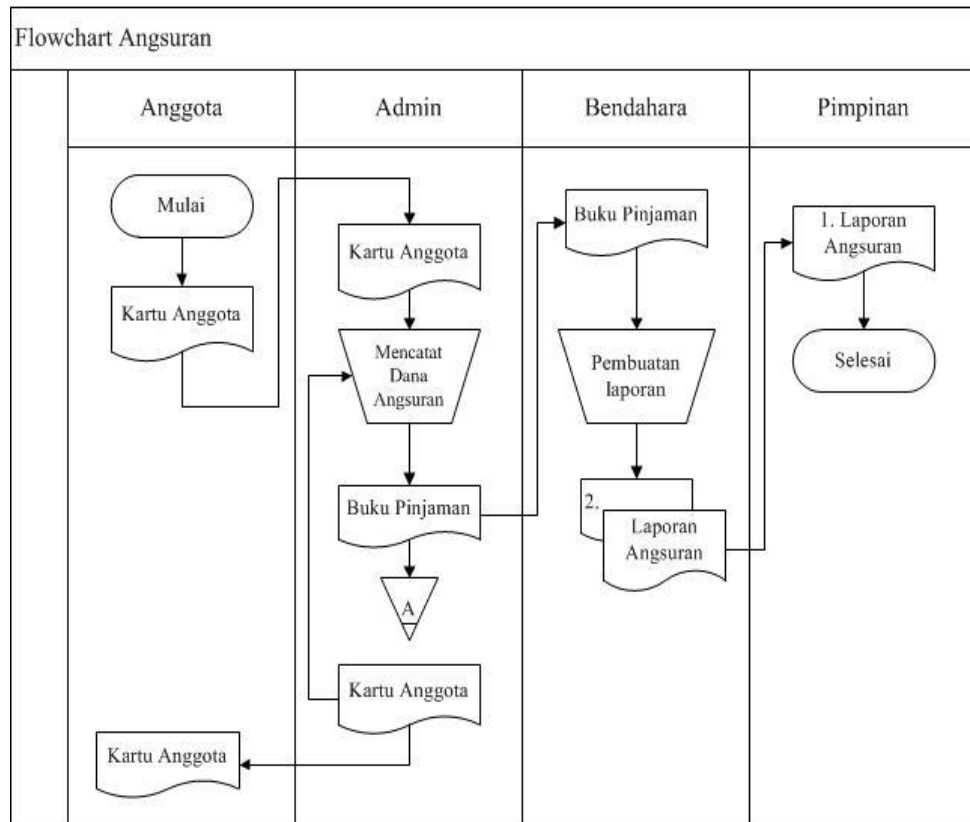 Flowchart Angsuran
Anggota
Admin
Bendahara
Pimpinan
Mulai
Kartu Anggota
Kartu Anggota
Mencatat
Dana
Angsuran
Buku Pinjaman
A
Kartu Anggota
Kartu Anggota
Buku Pinjaman
Pembuatan
laporan
2.
Laporan
Angsuran
1. Laporan
Angsuran
Selesai